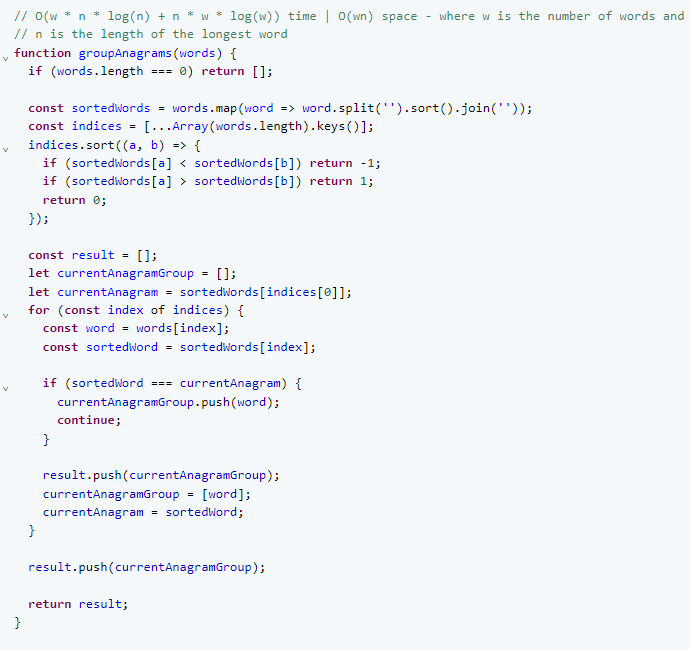 // O(w * n * log(n) + n * w * log(w)) time | O(wn) space - where w is the number of words and
// n is the length of the longest word
function groupAnagrams(words) {
  if (words.length === 0) return [];

  const sortedWords = words.map(word => word.split('').sort().join(''));
  const indices = [...Array(words.length).keys()];
  indices.sort((a, b) => {
    if (sortedWords[a] < sortedWords[b]) return -1;
    if (sortedWords[a] > sortedWords[b]) return 1;
    return 0;
  });

  const result = [];
  let currentAnagramGroup = [];
  let currentAnagram = sortedWords[indices[0]];
  for (const index of indices) {
    const word = words[index];
    const sortedWord = sortedWords[index];

    if (sortedWord === currentAnagram) {
      currentAnagramGroup.push(word);
      continue;
    }

    result.push(currentAnagramGroup);
    currentAnagramGroup = [word];
    currentAnagram = sortedWord;
  }

  result.push(currentAnagramGroup);

  return result;
}